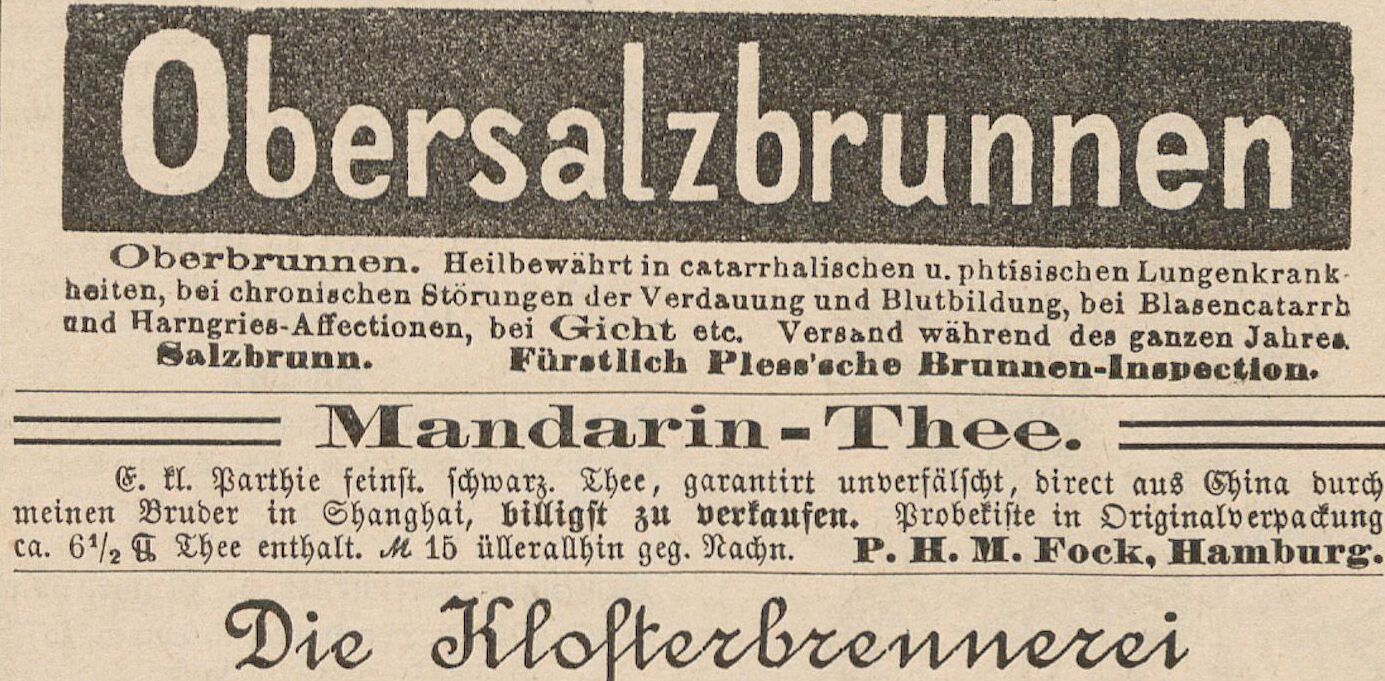 Obersalzbrunnen
Oberbrunnen. Heilbewährt in catarrhalischen u. phtisischen Lungenkrank-
heiten, bei chronischen Störungen der Verdauung und Blutbildung, bei Blasencatarrh
und Harngries-Affectionen, bei Gicht etc. Versand während des ganzen Jahres.
Salzbrunn. Fürstlich Pless'sche Brunnen-Inspection.
Mandarin-Thee.
E. kl. Parthie feinst. schwarz. Thee, garantirt unverfälscht, direct aus China durch
meinen Bruder in Shanghai, billigst zu verkaufen. Probekiste in Originalverpackung
ca. 6½ ℔ Thee enthalt. M 15 üllerallhin geg. Nachn. P. H. M. Fock, Hamburg.
Die Klosterbrennerei